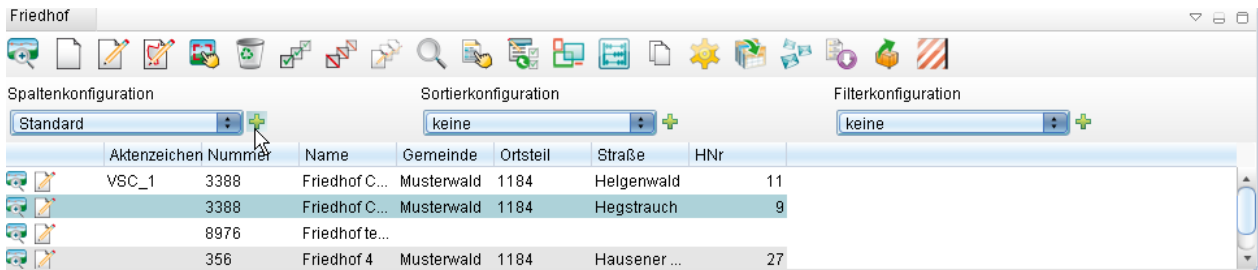 Friedhof
Spaltenkonfiguration Sortierkonfiguration Filterkonfiguration
Standard keine keine
Aktenzeichen Nummer Name Gemeinde Ortsteil Straße HNr
VSC_1 3388 Friedhof C... Musterwald 1184 Helgenwald 11
3388 Friedhof C... Musterwald 1184 Hegstrauch 9
8976 Friedhof te...
356 Friedhof 4 Musterwald 1184 Hausener ... 27